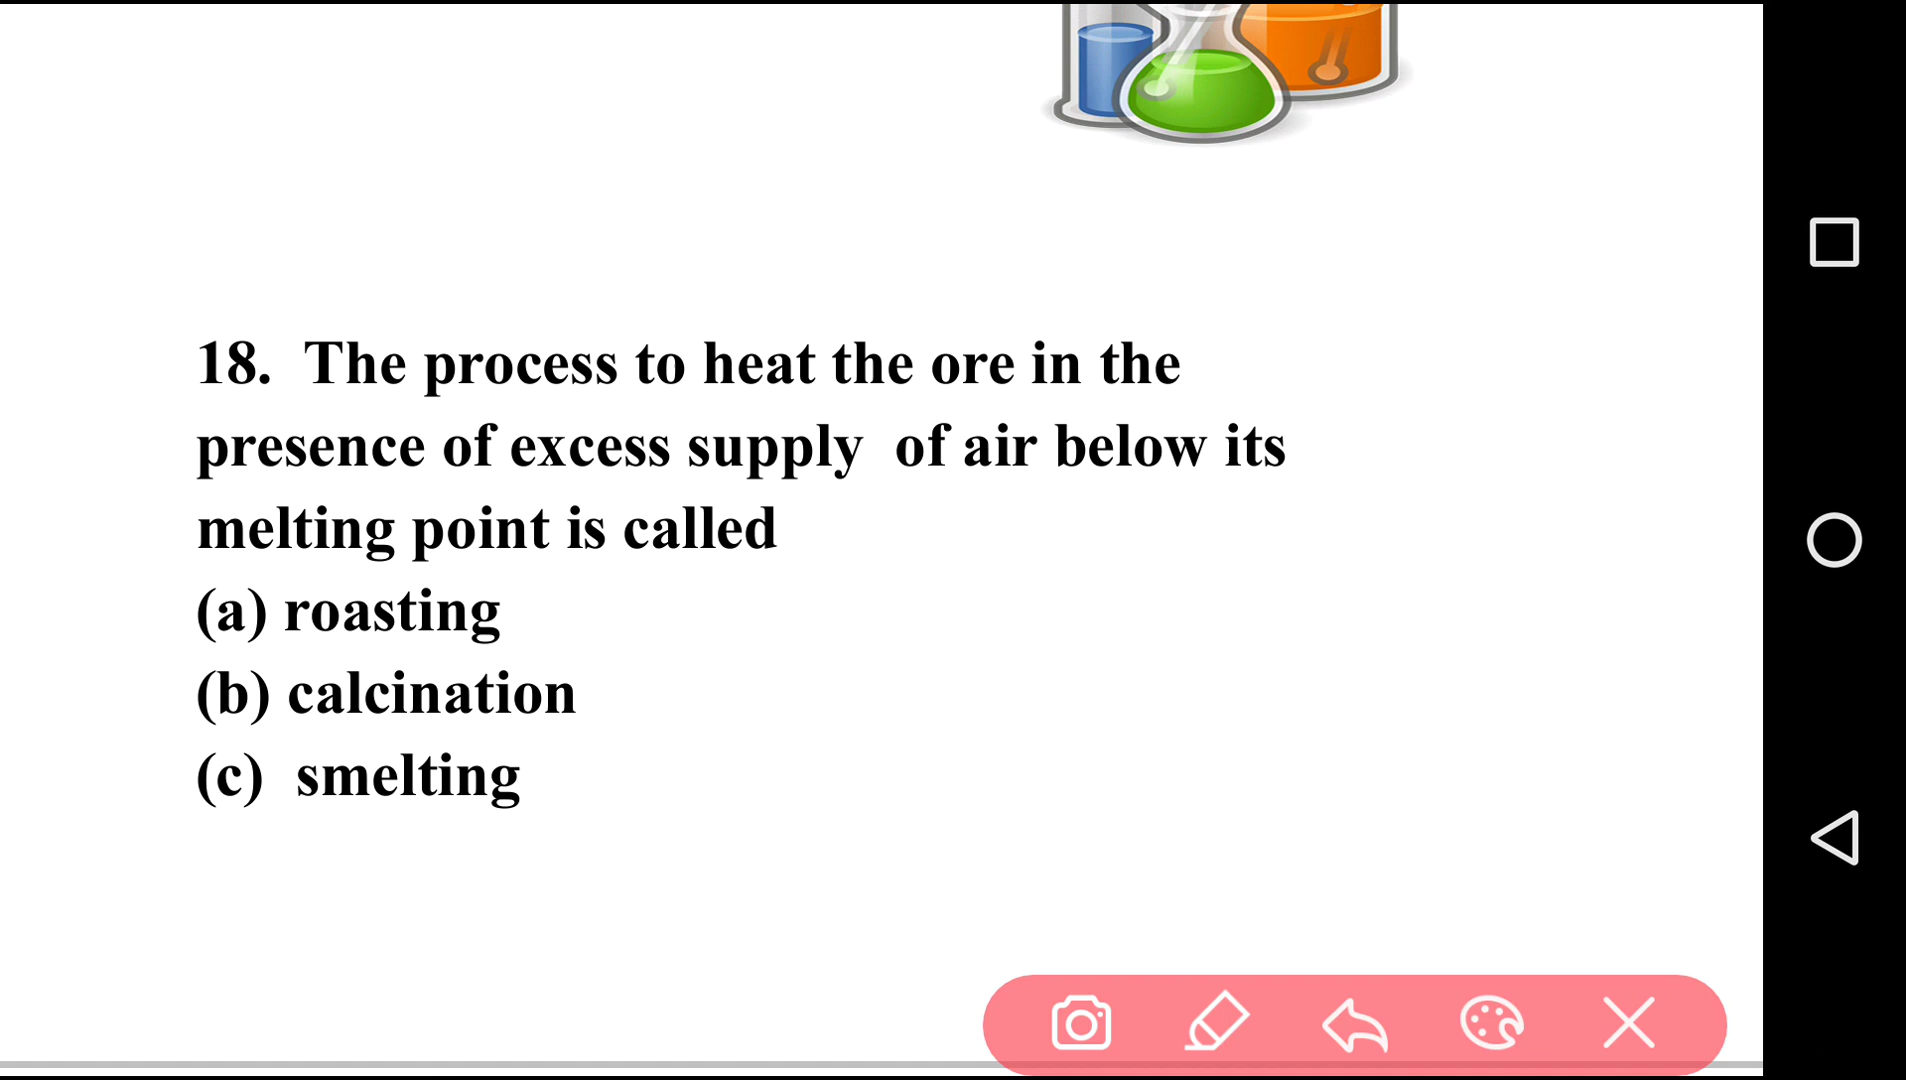 18.  The process to heat the ore in the
presence of excess supply  of air below its
melting point is called
(a) roasting
(b) calcination
(c)  smelting